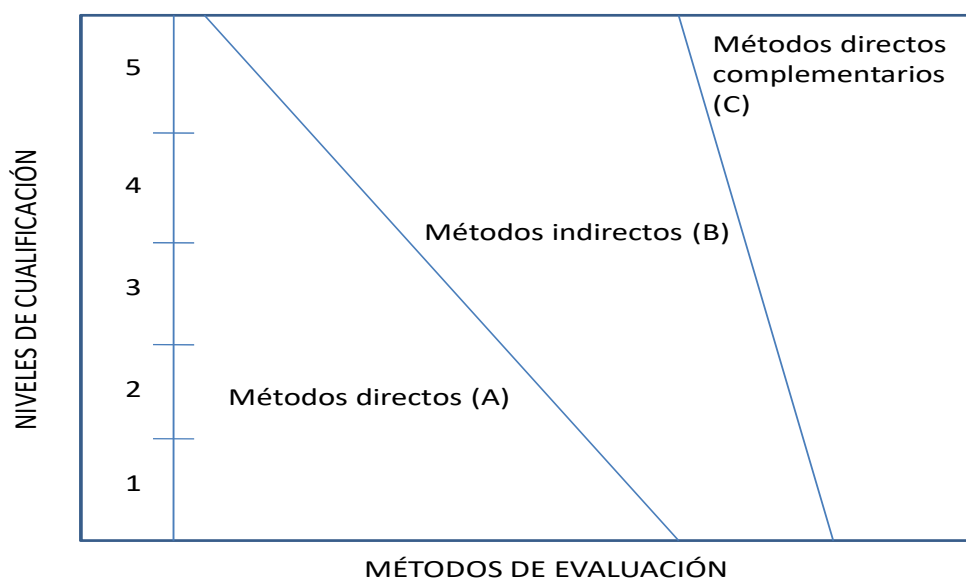 Métodos directos
complementarios
(C)
5
4
Métodos indirectos (B)
3
2
Métodos directos (A)
1
NIVELES DE CUALIFICACIÓN
MÉTODOS DE EVALUACIÓN